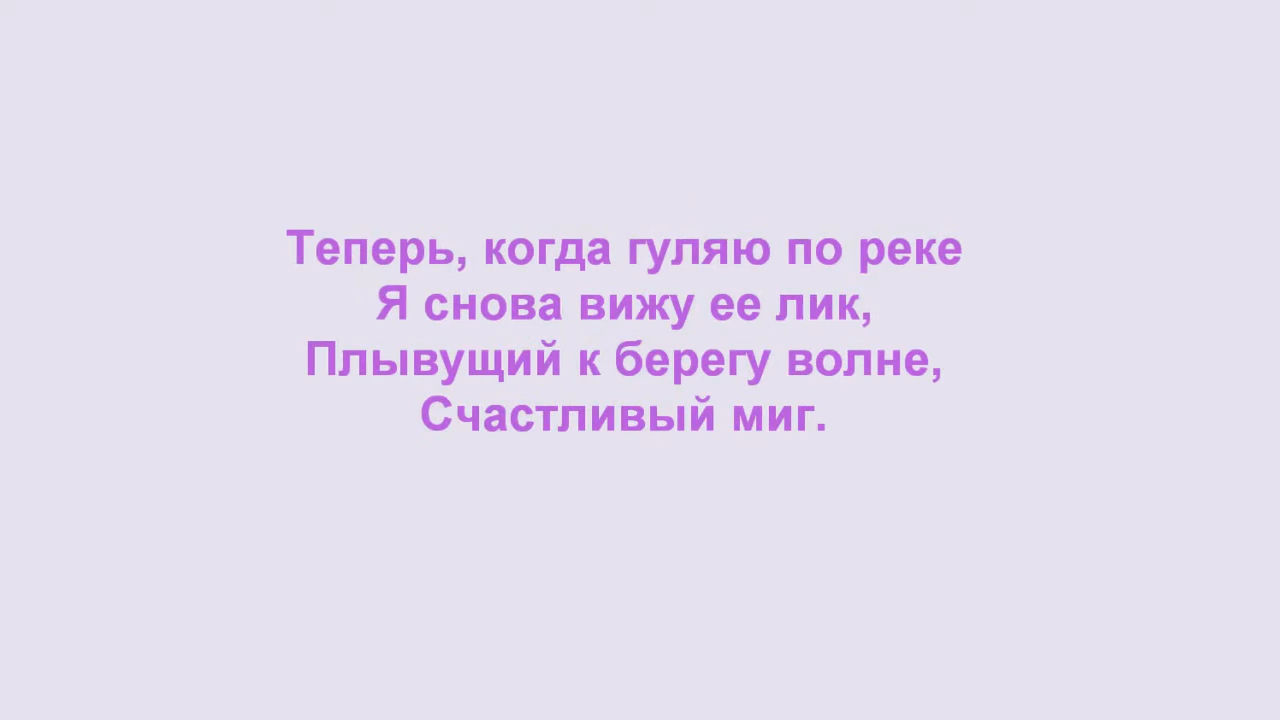 Теперь, когда гуляю по реке
Я снова вижу ее лик,
Плывущий к берегу волне,
Счастливый миг.